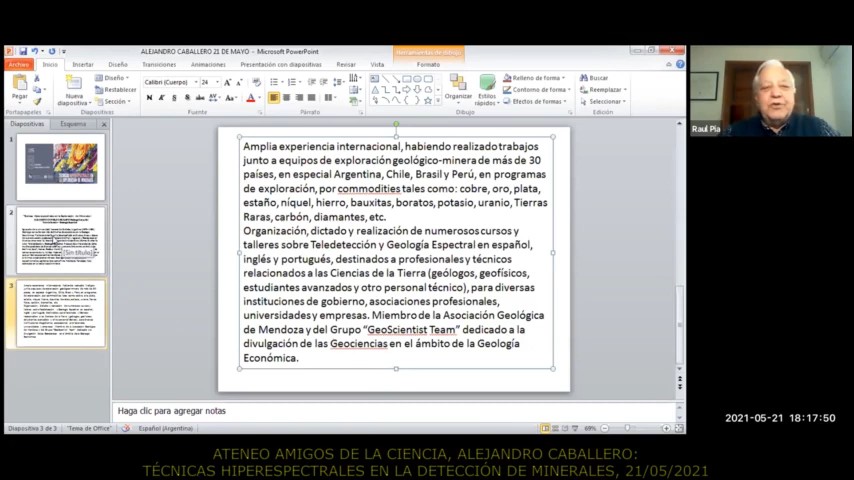 ALEJANDRO CABALLERO 21 DE MAYO - Microsoft PowerPoint
Herramientas de dibujo
Archivo
Inicio
Insertar
Diseño
Transiciones
Animaciones
Presentación con diapositivas
Revisar
Vista
Formato
Pegar
Nueva
diapositiva
Diseño
Restablecer
Sección
Calibri (Cuerpo)
24
Organizar
Estilos
rápidos
Relleno de forma
Contorno de forma
Efectos de formas
Buscar
Reemplazar
Seleccionar
Portapapeles
Diapositivas
Fuente
Párrafo
Dibujo
Edición
Diapositivas
Esquema
1
2
3
Amplia experiencia internacional, habiendo realizado trabajos
junto a equipos de exploración geológico-minera de más de 30
países, en especial Argentina, Chile, Brasil y Perú, en programas
de exploración, por commodities tales como: cobre, oro, plata,
estaño, níquel, hierro, bauxitas, boratos, potasio, uranio, Tierras
Raras, carbón, diamantes, etc.
Organización, dictado y realización de numerosos cursos y
talleres sobre Teledetección y Geología Espectral en español,
inglés y portugués, destinados a profesionales y técnicos
relacionados a las Ciencias de la Tierra (geólogos, geofísicos,
estudiantes avanzados y otro personal técnico), para diversas
instituciones de gobierno, asociaciones profesionales,
universidades y empresas. Miembro de la Asociación Geológica
de Mendoza y del Grupo "GeoScientist Team" dedicado a la
divulgación de las Geociencias en el ámbito de la Geología
Económica.
Haga clic para agregar notas
Diapositiva 3 de 3
"Tema de Office"
Español (Argentina)
69%
Raul Pia
2021-05-21 18:17:50
ATENEO AMIGOS DE LA CIENCIA, ALEJANDRO CABALLERO:
TÉCNICAS HIPERESPECTRALES EN LA DETECCIÓN DE MINERALES, 21/05/2021